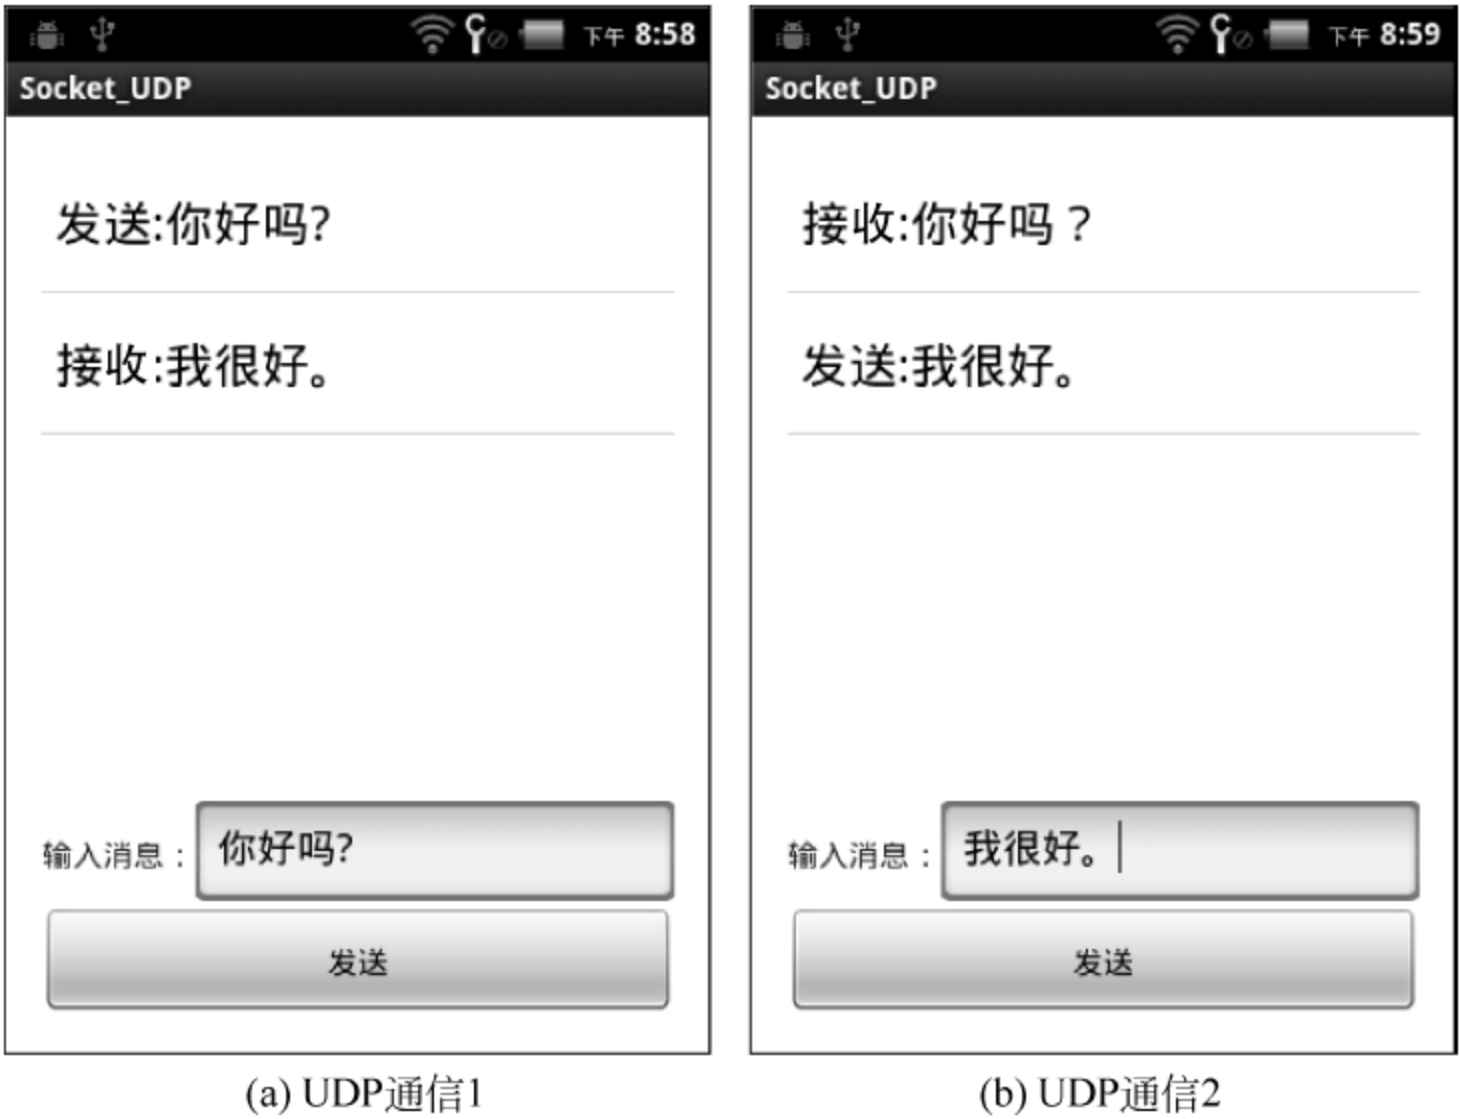 下午 8:58
Socket_UDP
发送:你好吗?
接收:我很好。
输入消息：
你好吗?
发送
(a) UDP通信1
下午 8:59
Socket_UDP
接收:你好吗？
发送:我很好。
输入消息：
我很好。
发送
(b) UDP通信2